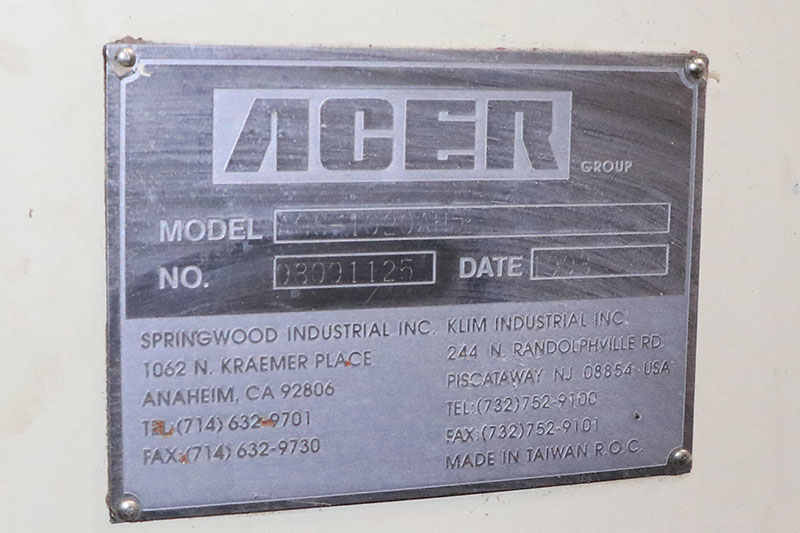 ACER
GROUP
MODEL
NO. 98091125 DATE
SPRINGWOOD INDUSTRIAL INC.
1062 N. KRAEMER PLACE
ANAHEIM, CA 92806
TEL:(714) 632-9701
FAX:(714) 632-9730
KLIM INDUSTRIAL INC.
244 N. RANDOLPHVILLE RD.
PISCATAWAY NJ 08854 USA
TEL:(732)752-9100
FAX:(732)752-9101
MADE IN TAIWAN R.O.C.